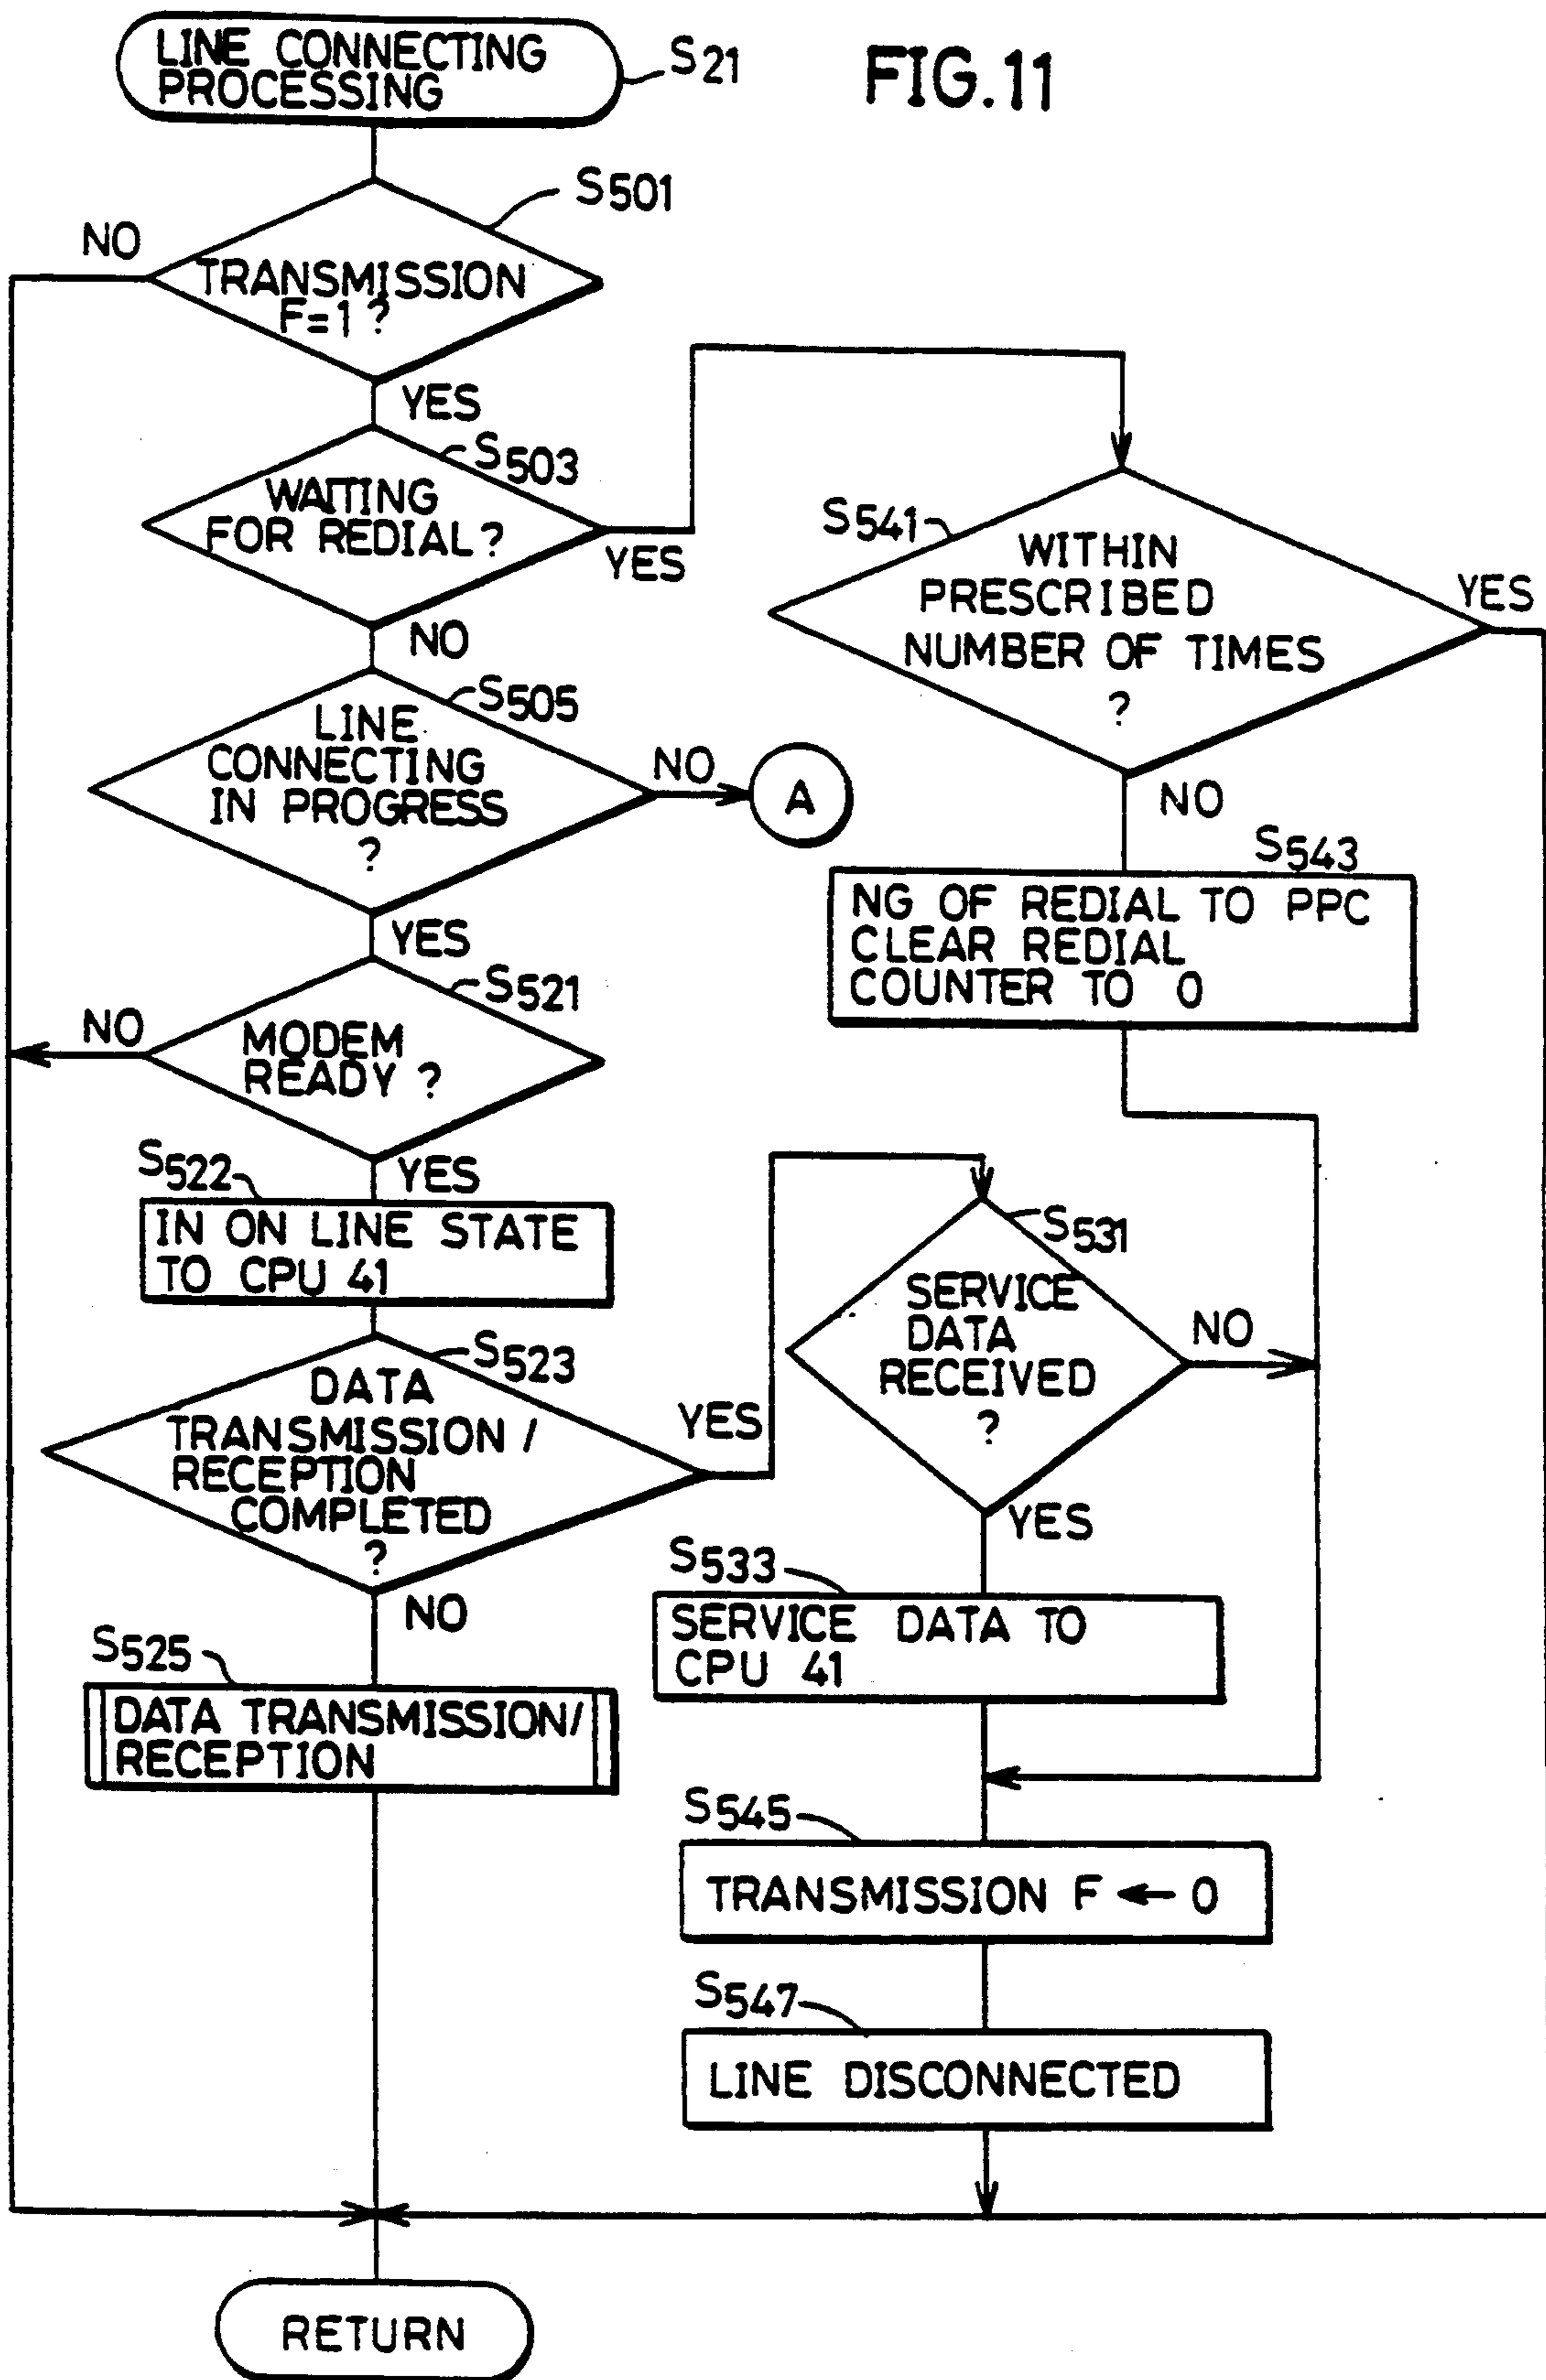 LINE CONNECTING
PROCESSING
S21
FIG.11
S501
NO
TRANSMISSION
F=1 ?
YES
S503
WAITING
FOR REDIAL?
YES
NO
S541
WITHIN
PRESCRIBED
NUMBER OF TIMES
?
YES
NO
S505
LINE
CONNECTING
IN PROGRESS
?
NO
A
YES
S543
NG OF REDIAL TO PPC
CLEAR REDIAL
COUNTER TO 0
S521
NO
MODEM
READY ?
YES
S522
IN ON LINE STATE
TO CPU 41
S523
DATA
TRANSMISSION /
RECEPTION
COMPLETED
?
YES
NO
S531
SERVICE
DATA
RECEIVED
?
NO
YES
S533
SERVICE DATA TO
CPU 41
S525
DATA TRANSMISSION/
RECEPTION
S545
TRANSMISSION F ← 0
S547
LINE DISCONNECTED
RETURN